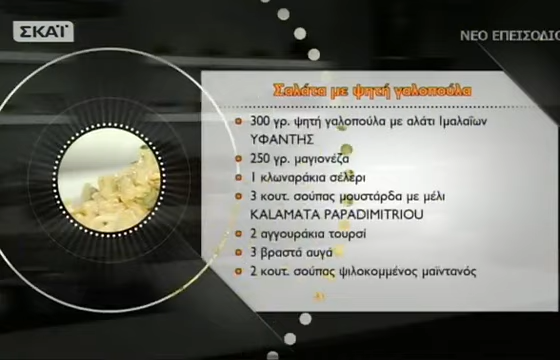 ΣΚΑΪ
ΝΕΟ ΕΠΕΙΣΟΔΙΟ
Σαλάτα με ψητή γαλοπούλα
300 γρ. ψητή γαλοπούλα με αλάτι Ιμαλαΐων
ΥΦΑΝΤΗΣ
250 γρ. μαγιονέζα
1 κλωναράκια σέλερι
3 κουτ. σούπας μουστάρδα με μέλι
KALAMATA PAPADIMITRIOU
2 αγγουράκια τουρσί
3 βραστά αυγά
2 κουτ. σούπας ψιλοκομμένος μαϊντανός